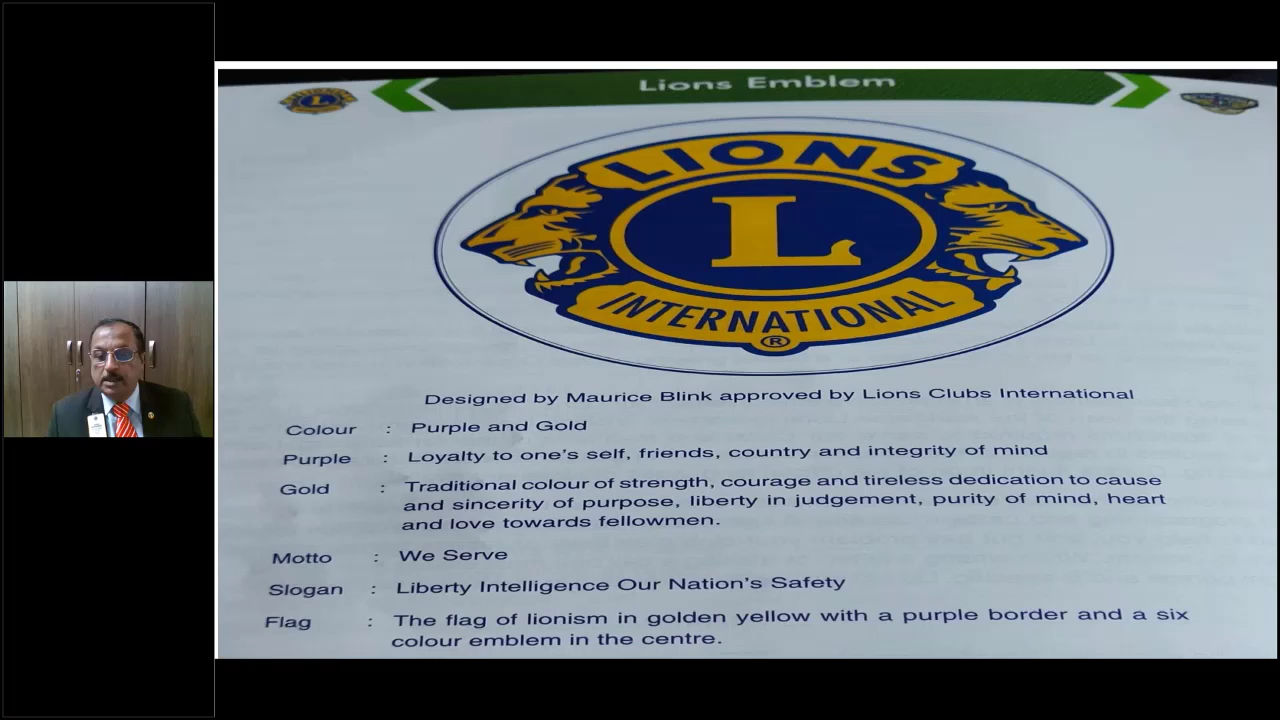 Lions Emblem
L
LIONS
L
INTERNATIONAL
®
Designed by Maurice Blink approved by Lions Clubs International
Colour : Purple and Gold
Purple : Loyalty to one's self, friends, country and integrity of mind
Gold : Traditional colour of strength, courage and tireless dedication to cause
and sincerity of purpose, liberty in judgement, purity of mind, heart
and love towards fellowmen.
Motto : We Serve
Slogan : Liberty Intelligence Our Nation's Safety
Flag : The flag of lionism in golden yellow with a purple border and a six
colour emblem in the centre.